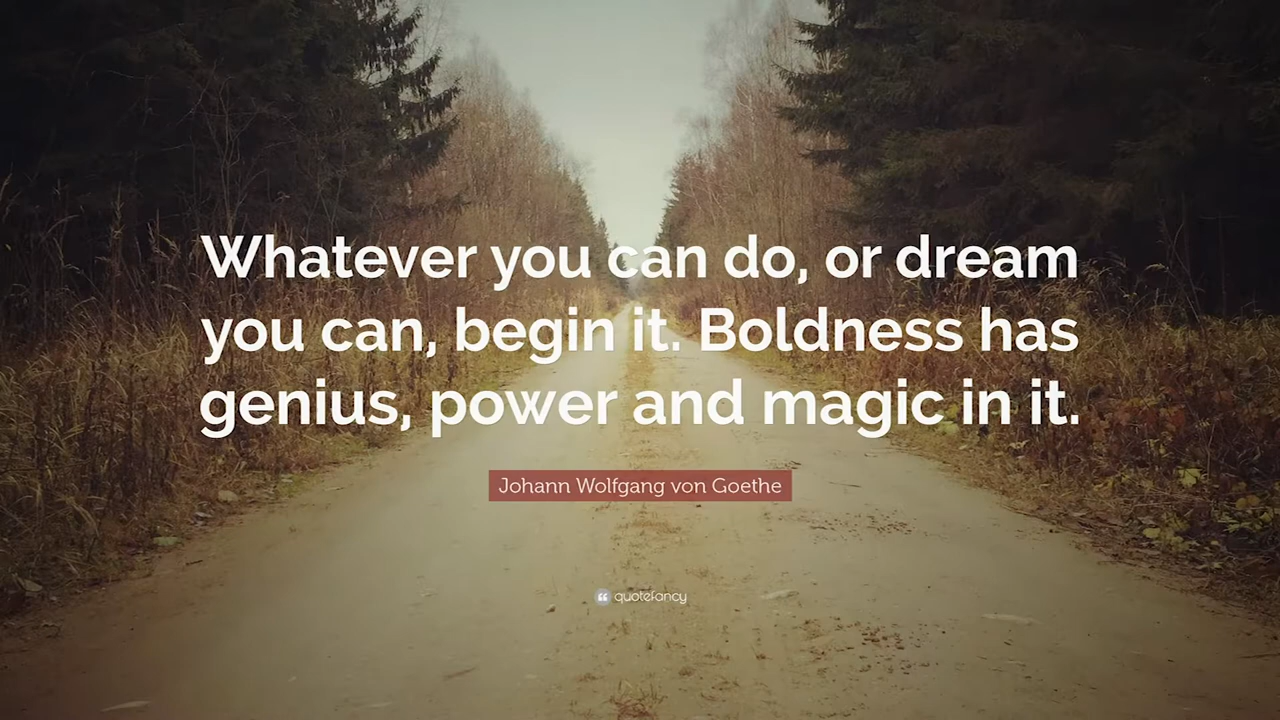 Whatever you can do, or dream
you can, begin it. Boldness has
genius, power and magic in it.
Johann Wolfgang von Goethe
quotefancy